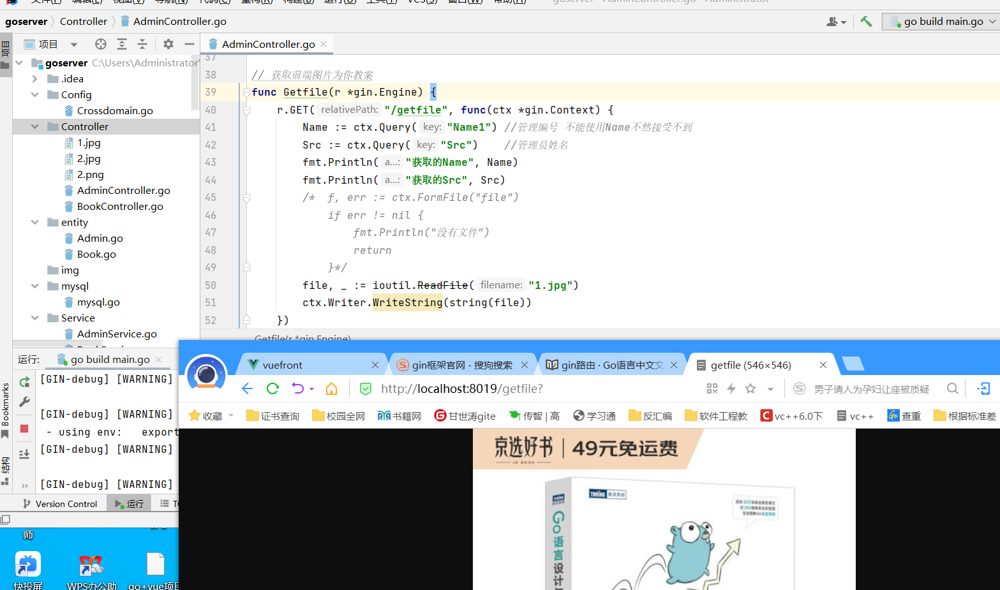 goserver - AdminController.go - Administrator
goserver Controller AdminController.go
go build main.go
项目
项目
AdminController.go
goserver C:\Users\Administrator
.idea
Config
Crossdomain.go
Controller
1.jpg
2.jpg
2.png
AdminController.go
BookController.go
entity
Admin.go
Book.go
img
mysql
mysql.go
Service
AdminService.go
37
38 // 获取前端图片为你教案
39 func Getfile(r *gin.Engine) {
40 r.GET( relativePath: "/getfile", func(ctx *gin.Context) {
41 Name := ctx.Query( key: "Name1") //管理编号 不能使用Name不然接受不到
42 Src := ctx.Query( key: "Src") //管理员姓名
43 fmt.Println( a...: "获取的Name", Name)
44 fmt.Println( a...: "获取的Src", Src)
45 /* f, err := ctx.FormFile("file")
46 if err != nil {
47 fmt.Println("没有文件")
48 return
49 }*/
50 file, _ := ioutil.ReadFile( filename: "1.jpg")
51 ctx.Writer.WriteString(string(file))
52 })
Getfile(r *gin.Engine)
运行: go build main.go
[GIN-debug] [WARNING]
[GIN-debug] [WARNING]
- using env: export
[GIN-debug] [WARNING]
[GIN-debug] [WARNING]
Bookmarks
结构
Version Control 运行
vuefront
gin框架官网 - 搜狗搜索
gin路由 · Go语言中文文
getfile (546×546)
http://localhost:8019/getfile?
男子请人为孕妇让座被质疑
收藏 证书查询 校园全网 书籍网 甘世涛gite 传智 | 高 学习通 反汇编 软件工程教 vc++6.0下 vc++ 查重 根据标准差
京选好书 | 49元免运费
JD BOOK
TURING 图灵原创
Go语言设计
师
快投屏 WPS办公助 go+vue项目